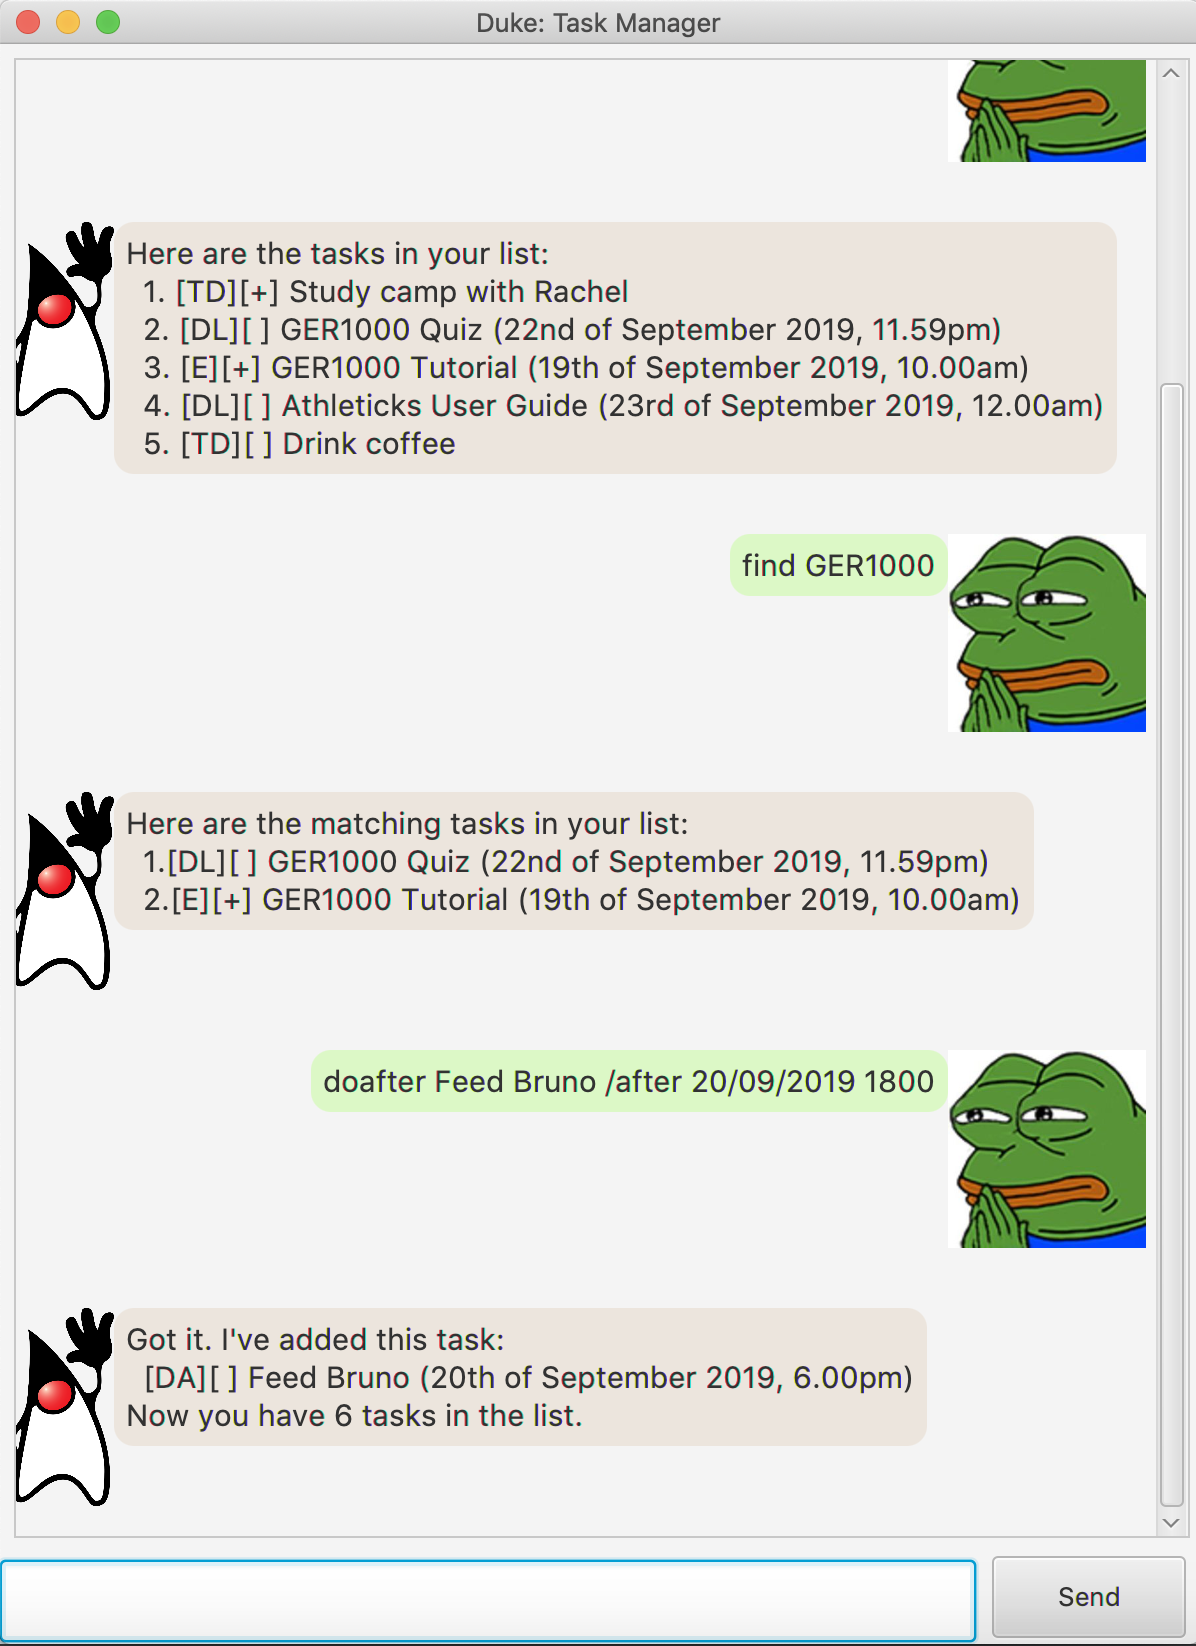 Duke: Task Manager
Here are the tasks in your list:
1. [TD][+] Study camp with Rachel
2. [DL][ ] GER1000 Quiz (22nd of September 2019, 11.59pm)
3. [E][+] GER1000 Tutorial (19th of September 2019, 10.00am)
4. [DL][ ] Athleticks User Guide (23rd of September 2019, 12.00am)
5. [TD][ ] Drink coffee
find GER1000
Here are the matching tasks in your list:
1.[DL][ ] GER1000 Quiz (22nd of September 2019, 11.59pm)
2.[E][+] GER1000 Tutorial (19th of September 2019, 10.00am)
doafter Feed Bruno /after 20/09/2019 1800
Got it. I've added this task:
[DA][ ] Feed Bruno (20th of September 2019, 6.00pm)
Now you have 6 tasks in the list.
Send